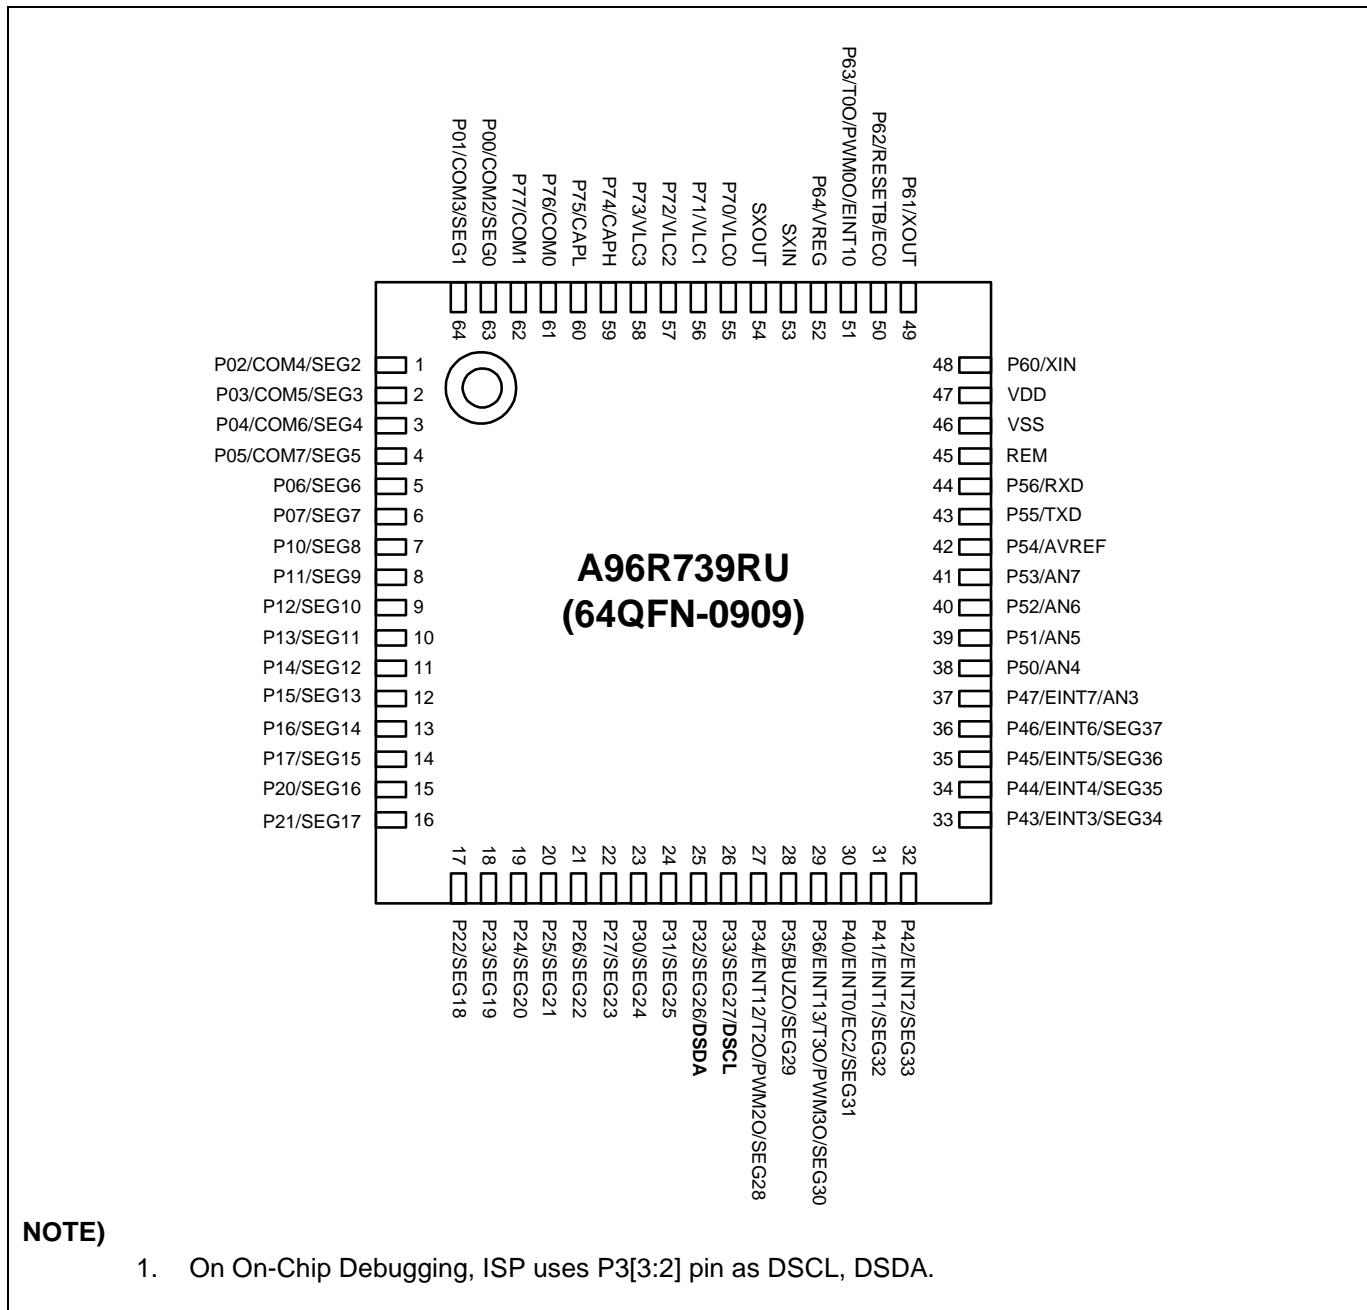 P01/COM3/SEG1
P00/COM2/SEG0
P77/COM1
P76/COM0
P75/CAPL
P74/CAPH
P73/VLC3
P72/VLC2
P71/VLC1
P70/VLC0
SXOUT
SXIN
P64/VREG
P63/T0O/PWM0O/EINT10
P62/RESETB/EC0
P61/XOUT
64
63
62
61
60
59
58
57
56
55
54
53
52
51
50
49
P02/COM4/SEG2 1
P03/COM5/SEG3 2
P04/COM6/SEG4 3
P05/COM7/SEG5 4
P06/SEG6 5
P07/SEG7 6
P10/SEG8 7
P11/SEG9 8
P12/SEG10 9
P13/SEG11 10
P14/SEG12 11
P15/SEG13 12
P16/SEG14 13
P17/SEG15 14
P20/SEG16 15
P21/SEG17 16
A96R739RU
(64QFN-0909)
48 P60/XIN
47 VDD
46 VSS
45 REM
44 P56/RXD
43 P55/TXD
42 P54/AVREF
41 P53/AN7
40 P52/AN6
39 P51/AN5
38 P50/AN4
37 P47/EINT7/AN3
36 P46/EINT6/SEG37
35 P45/EINT5/SEG36
34 P44/EINT4/SEG35
33 P43/EINT3/SEG34
17
18
19
20
21
22
23
24
25
26
27
28
29
30
31
32
P22/SEG18
P23/SEG19
P24/SEG20
P25/SEG21
P26/SEG22
P27/SEG23
P30/SEG24
P31/SEG25
P32/SEG26/DSDA
P33/SEG27/DSCL
P34/ENT12/T2O/PWM2O/SEG28
P35/BUZO/SEG29
P36/EINT13/T3O/PWM3O/SEG30
P40/EINT0/EC2/SEG31
P41/EINT1/SEG32
P42/EINT2/SEG33
NOTE)
1. On On-Chip Debugging, ISP uses P3[3:2] pin as DSCL, DSDA.